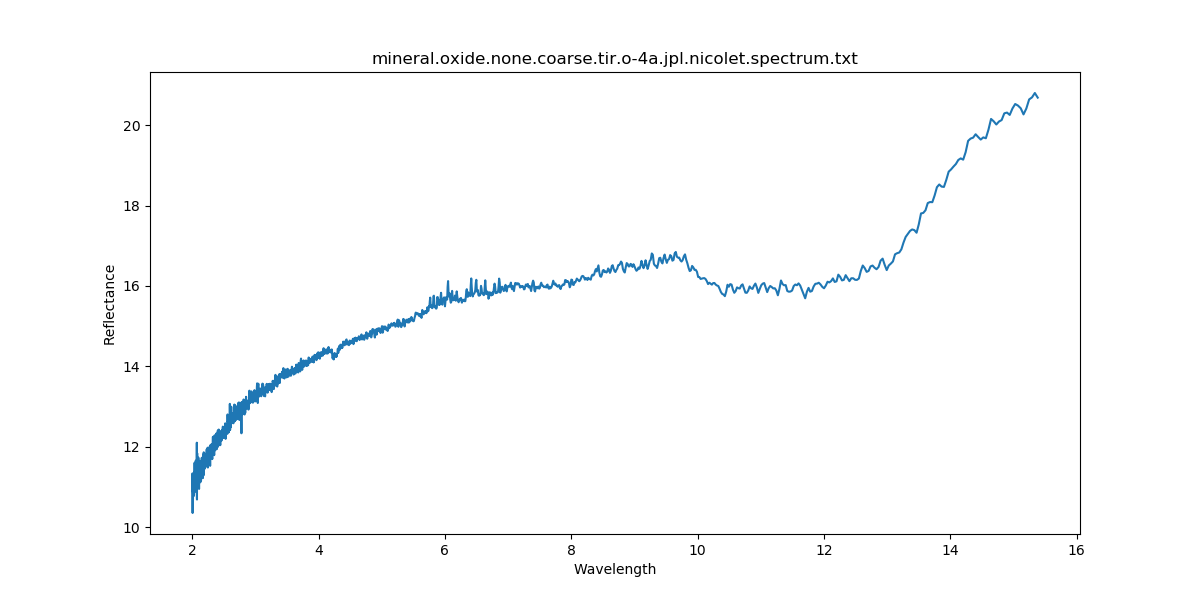 mineral.oxide.none.coarse.tir.o-4a.jpl.nicolet.spectrum.txt
20
18
16
14
12
10
Reflectance
2 4 6 8 10 12 14 16
Wavelength